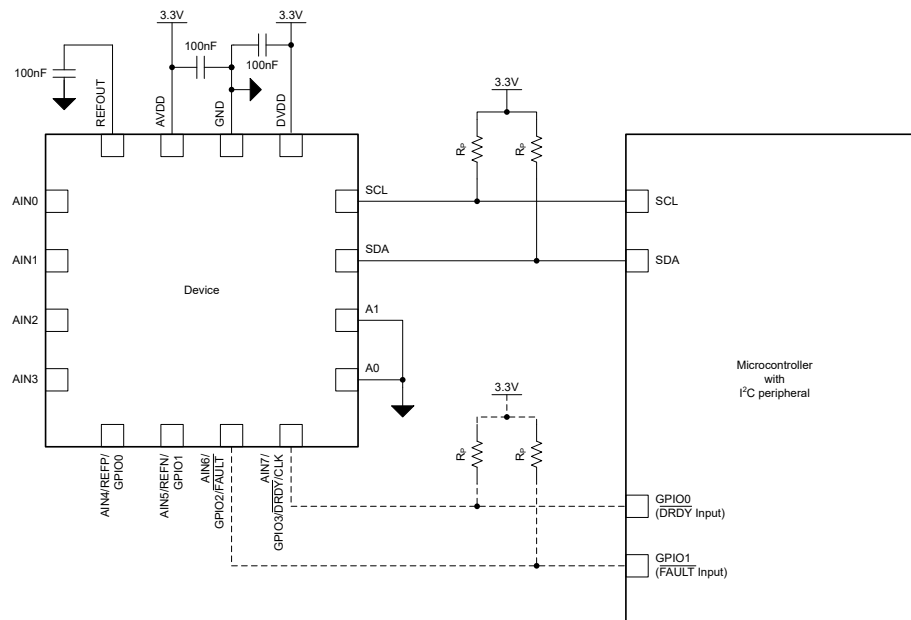 3.3V
3.3V
100nF
100nF
100nF
REFOUT
AVDD
GND
DVDD
3.3V
RP
RP
AIN0
SCL
SCL
AIN1
SDA
SDA
Device
AIN2
A1
AIN3
A0
Microcontroller
with
I²C peripheral
3.3V
RP
RP
AIN4/REFP/
GPIO0
AIN5/REFN/
GPIO1
AIN6/
GPIO2/FAULT
AIN7/
GPIO3/DRDY/CLK
GPIO0
(DRDY Input)
GPIO1
(FAULT Input)